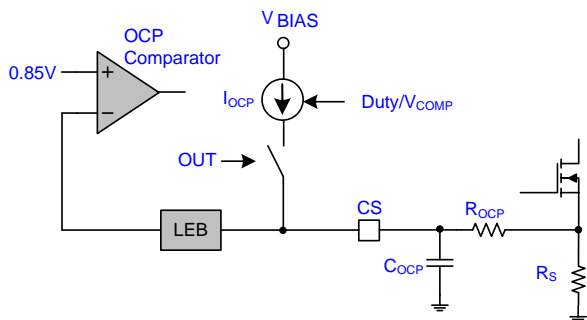 V BIAS
OCP
Comparator
0.85V
+
−
IOCP
Duty/VCOMP
OUT
CS
ROCP
LEB
COCP
RS